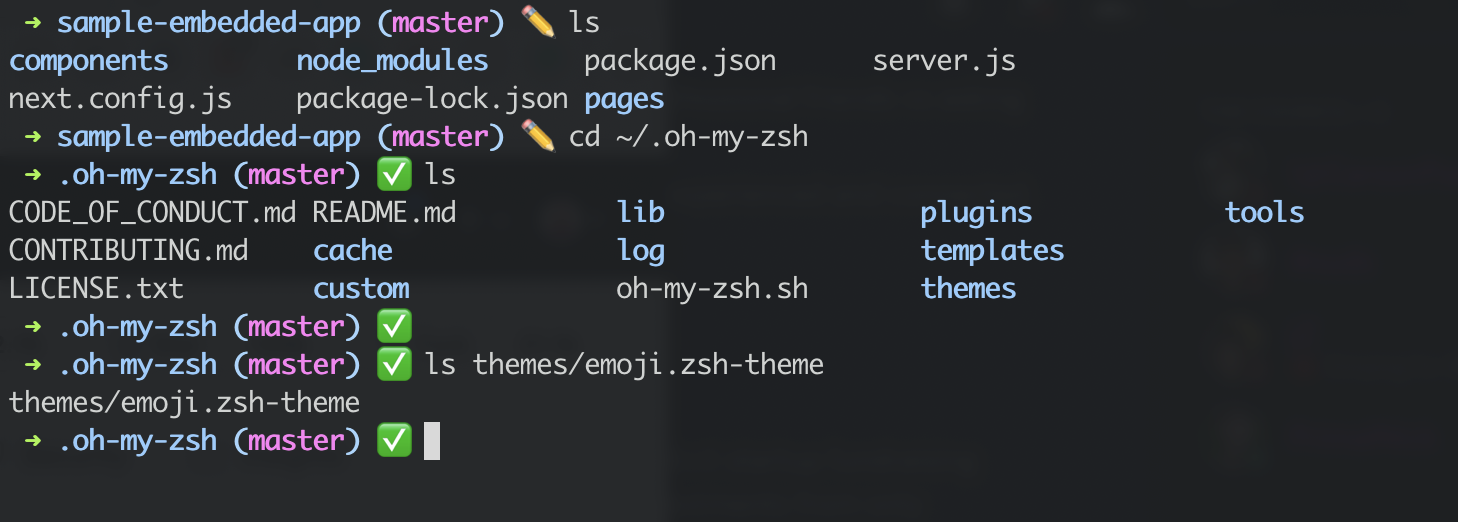 ➜ sample-embedded-app (master) ✏️ ls
components node_modules package.json server.js
next.config.js package-lock.json pages
➜ sample-embedded-app (master) ✏️ cd ~/.oh-my-zsh
➜ .oh-my-zsh (master) ✅ ls
CODE_OF_CONDUCT.md README.md lib plugins tools
CONTRIBUTING.md cache log templates
LICENSE.txt custom oh-my-zsh.sh themes
➜ .oh-my-zsh (master) ✅
➜ .oh-my-zsh (master) ✅ ls themes/emoji.zsh-theme
themes/emoji.zsh-theme
➜ .oh-my-zsh (master) ✅